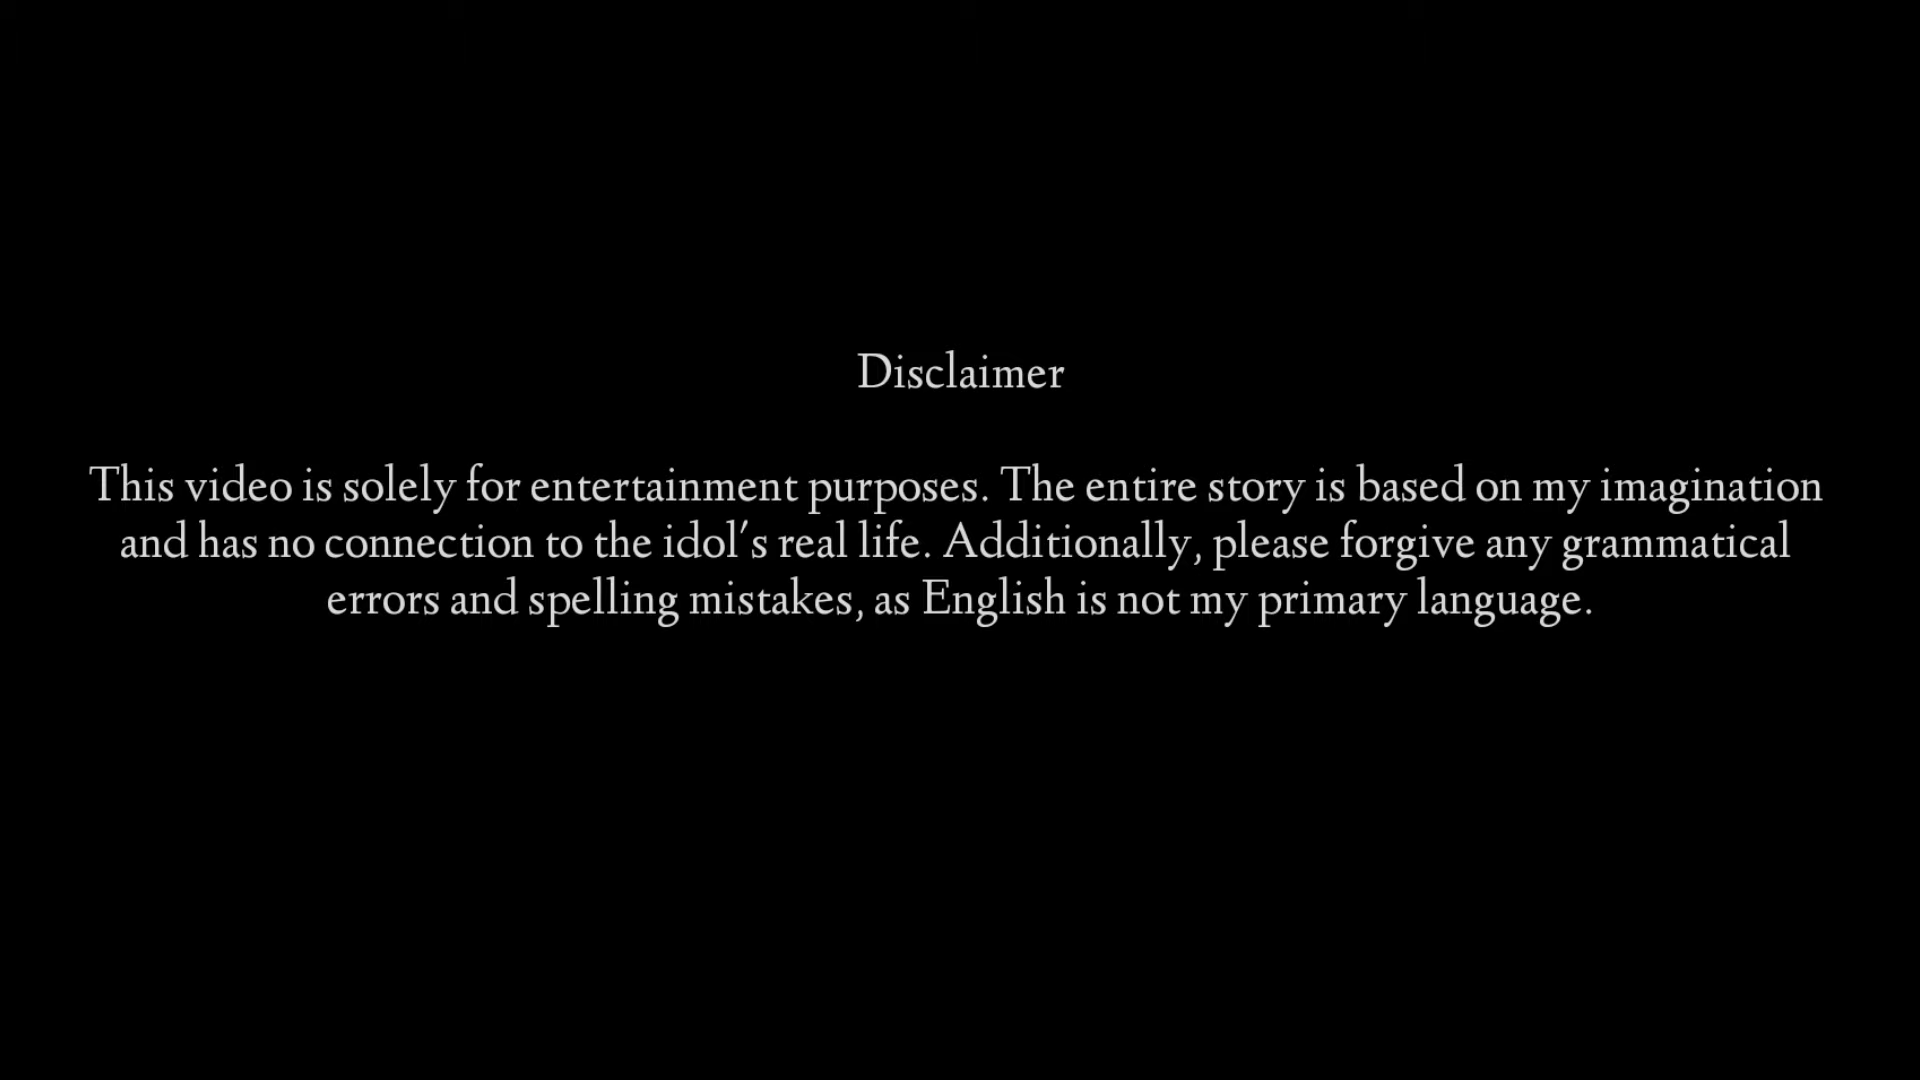 Disclaimer
This video is solely for entertainment purposes. The entire story is based on my imagination
and has no connection to the idol's real life. Additionally, please forgive any grammatical
errors and spelling mistakes, as English is not my primary language.